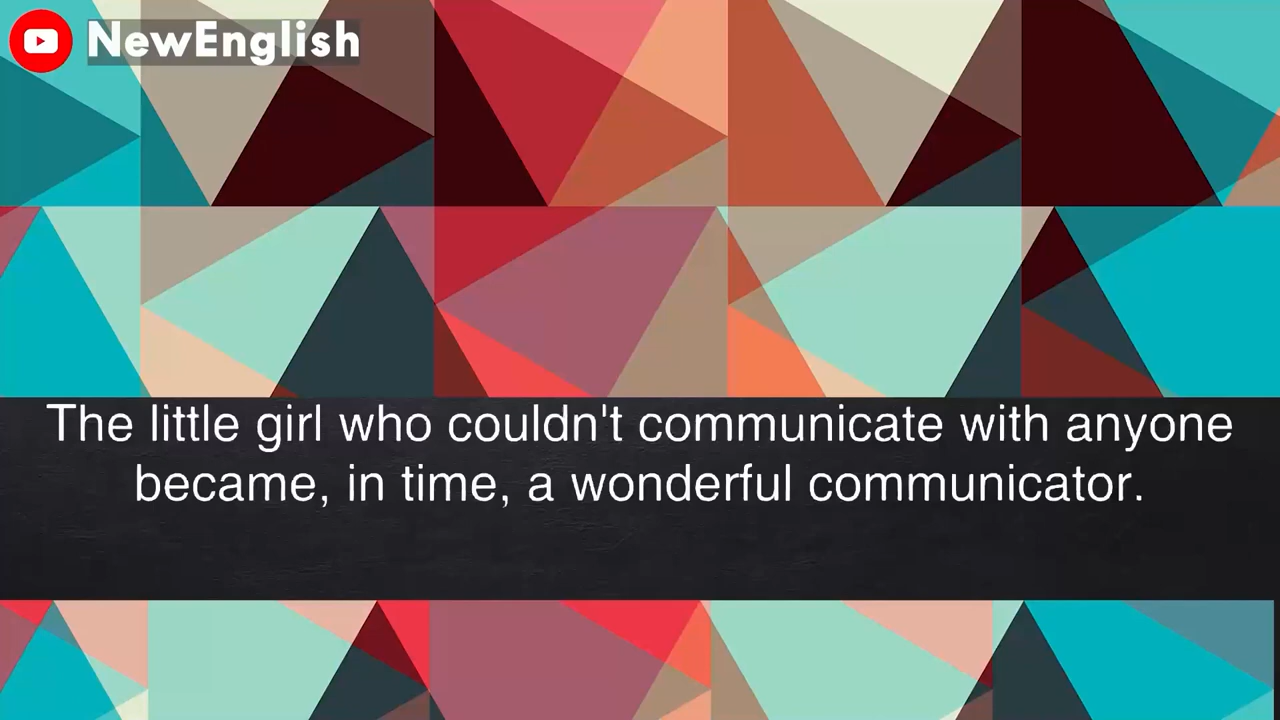 NewEnglish
The little girl who couldn't communicate with anyone
became, in time, a wonderful communicator.